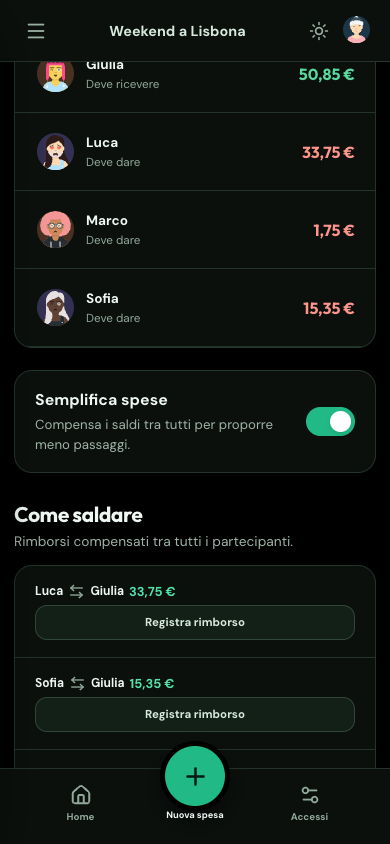 Weekend a Lisbona
Giulia
Deve ricevere
50,85 €
Luca
Deve dare
33,75 €
Marco
Deve dare
1,75 €
Sofia
Deve dare
15,35 €
Semplifica spese
Compensa i saldi tra tutti per proporre
meno passaggi.
Come saldare
Rimborsi compensati tra tutti i partecipanti.
Luca ⇆ Giulia 33,75 €
Registra rimborso
Sofia ⇆ Giulia 15,35 €
Registra rimborso
Home
Nuova spesa
Accessi